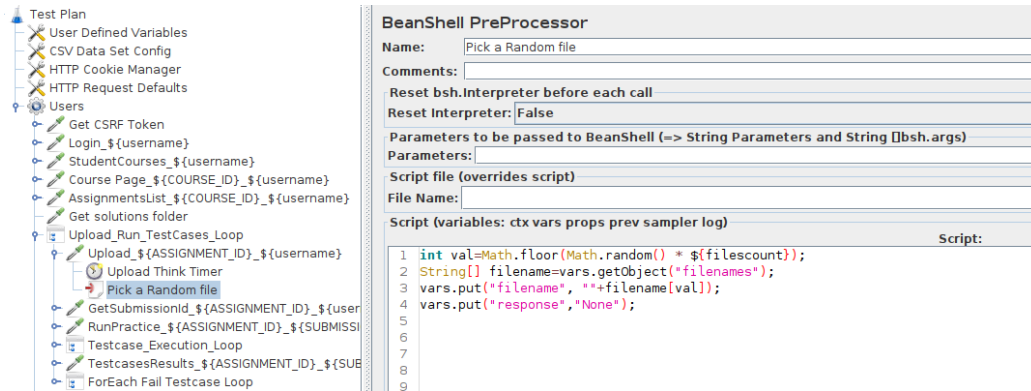 Test Plan
User Defined Variables
CSV Data Set Config
HTTP Cookie Manager
HTTP Request Defaults
Users
Get CSRF Token
Login_${username}
StudentCourses_${username}
Course Page_${COURSE_ID}_${username}
AssignmentsList_${COURSE_ID}_${username}
Get solutions folder
Upload_Run_TestCases_Loop
Upload_${ASSIGNMENT_ID}_${username}
Upload Think Timer
Pick a Random file
GetSubmissionId_${ASSIGNMENT_ID}_${user
RunPractice_${ASSIGNMENT_ID}_${SUBMISSI
Testcase_Execution_Loop
TestcasesResults_${ASSIGNMENT_ID}_${SUB
ForEach Fail Testcase Loop
BeanShell PreProcessor
Name: Pick a Random file
Comments:
Reset bsh.Interpreter before each call
Reset Interpreter: False
Parameters to be passed to BeanShell (=> String Parameters and String []bsh.args)
Parameters:
Script file (overrides script)
File Name:
Script (variables: ctx vars props prev sampler log)
Script:
1 int val=Math.floor(Math.random() * ${filescount});
2 String[] filename=vars.getObject("filenames");
3 vars.put("filename", ""+filename[val]);
4 vars.put("response","None");
5
6
7
8
9